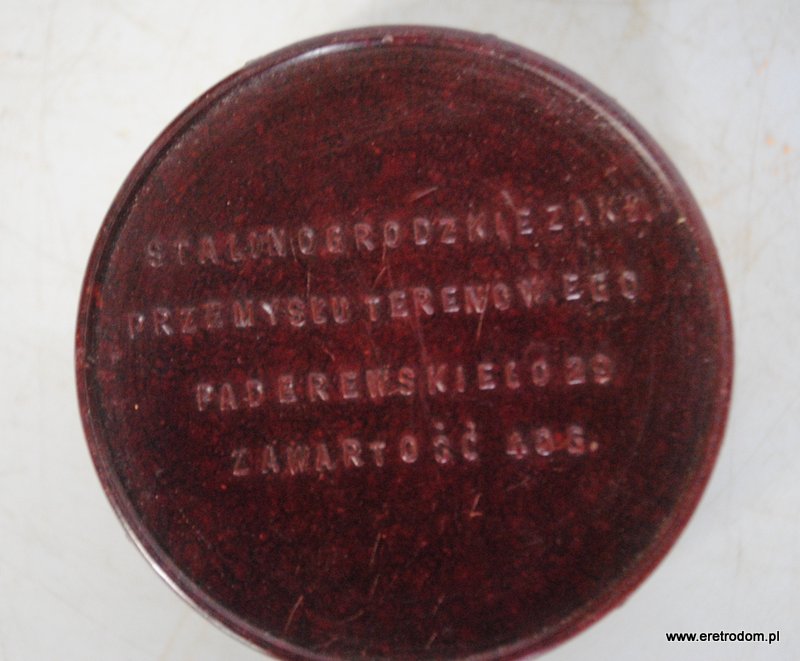 STALINOGRODZKIE ZAKŁ.
PRZEMYSŁU TERENOWEGO
PADEREWSKIEGO 29
ZAWARTOŚĆ 40 G.
www.eretrodom.pl